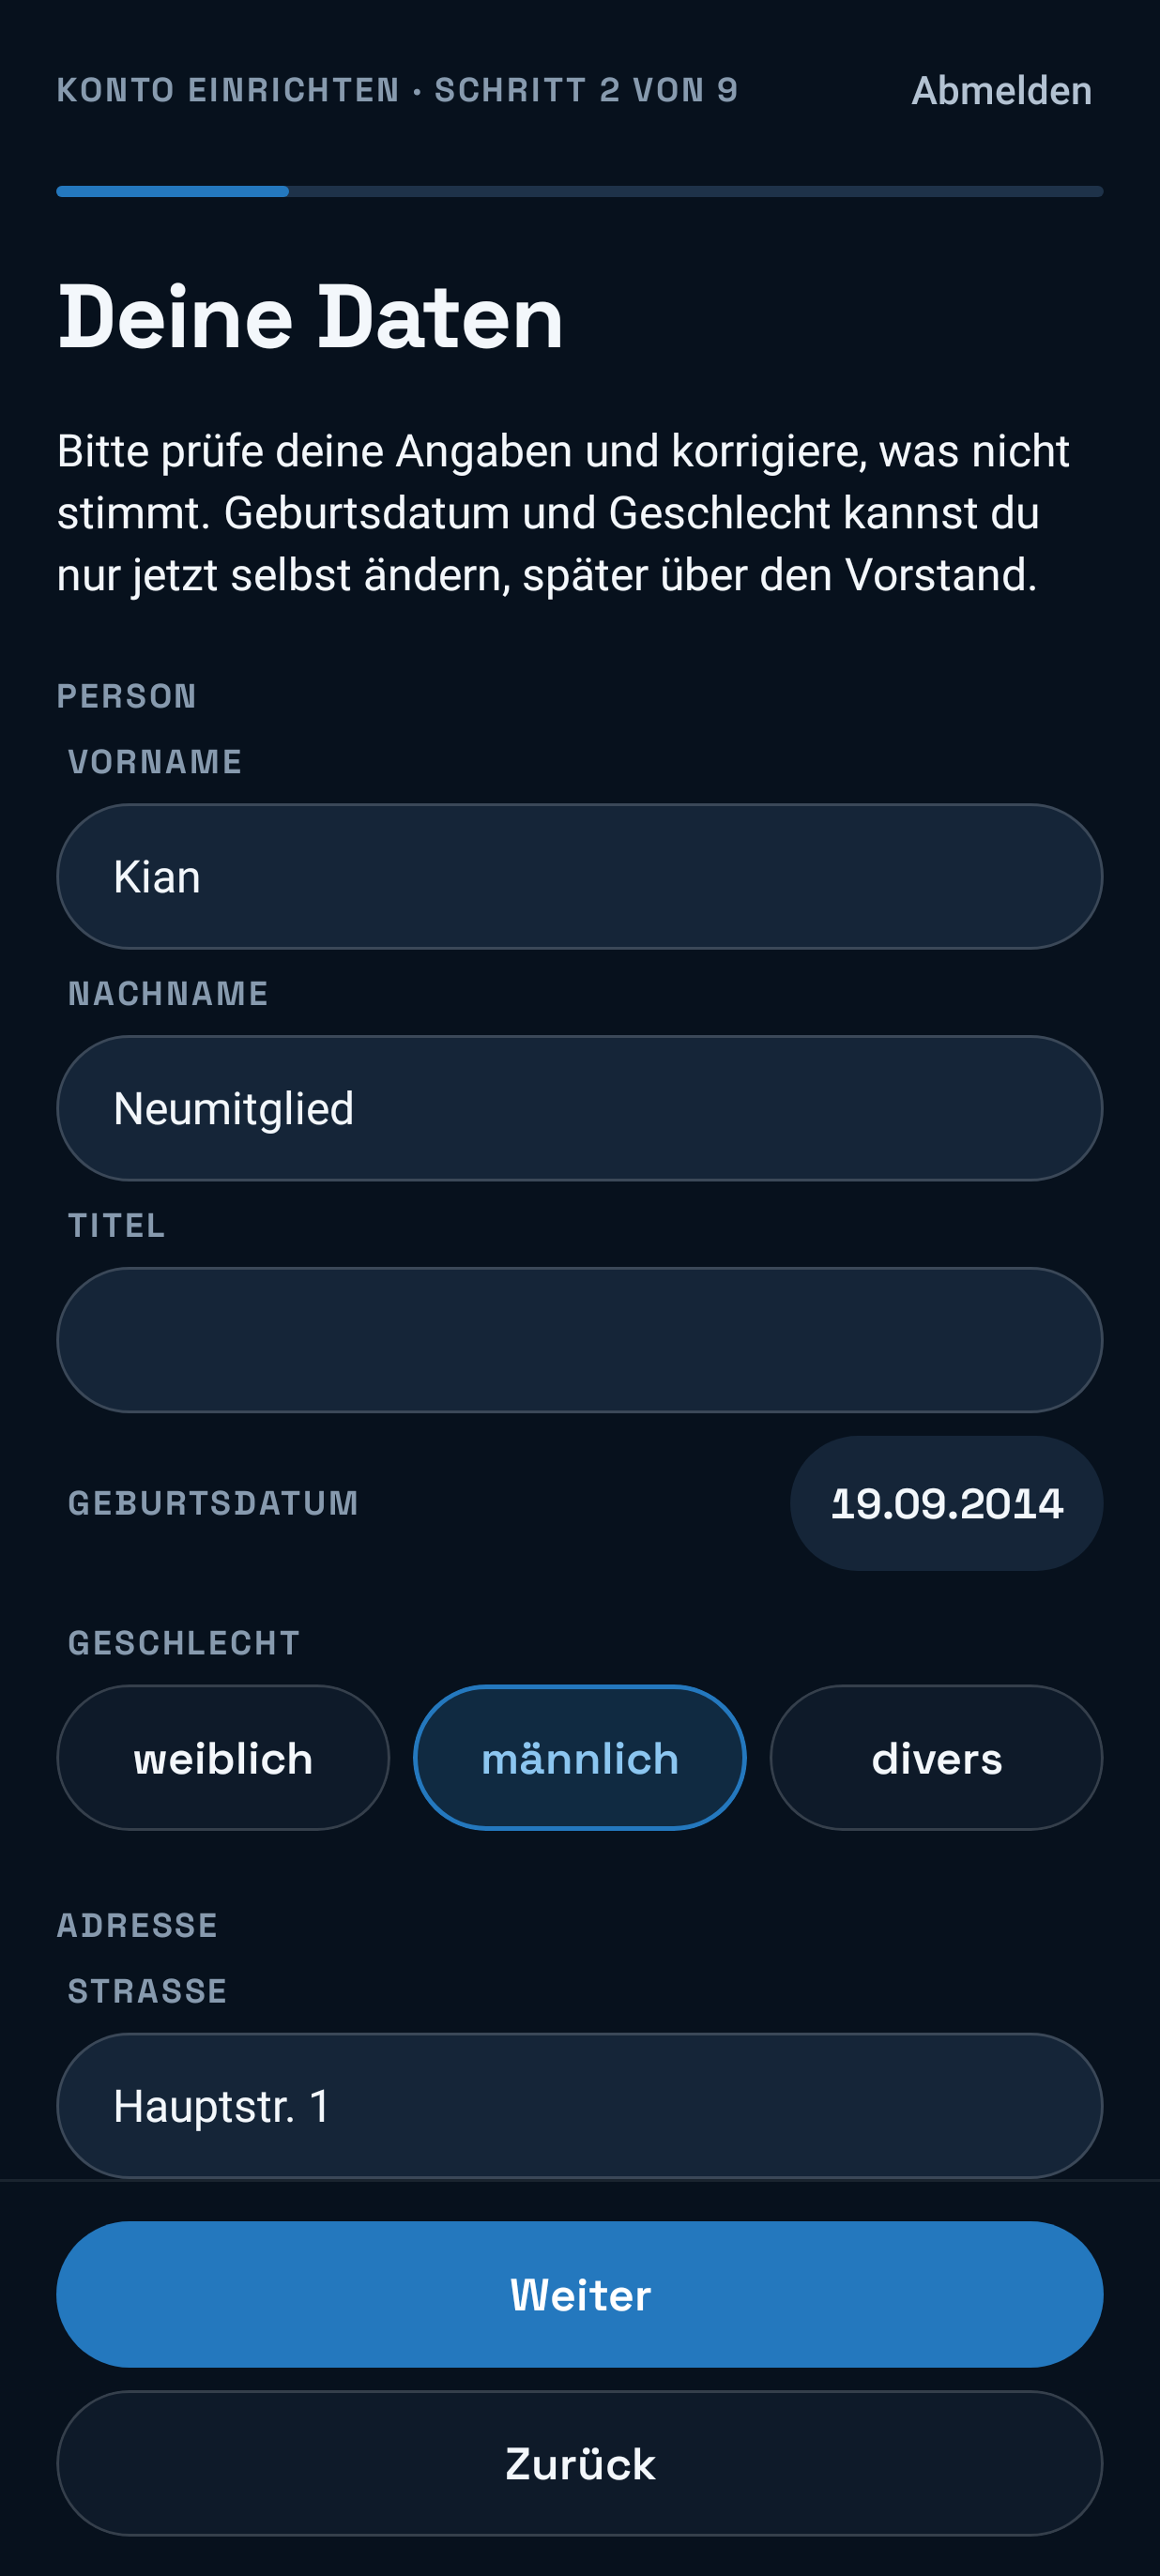 KONTO EINRICHTEN · SCHRITT 2 VON 9
Abmelden
Deine Daten
Bitte prüfe deine Angaben und korrigiere, was nicht
stimmt. Geburtsdatum und Geschlecht kannst du
nur jetzt selbst ändern, später über den Vorstand.
PERSON
VORNAME
Kian
NACHNAME
Neumitglied
TITEL
GEBURTSDATUM
19.09.2014
GESCHLECHT
weiblich
männlich
divers
ADRESSE
STRASSE
Hauptstr. 1
Weiter
Zurück